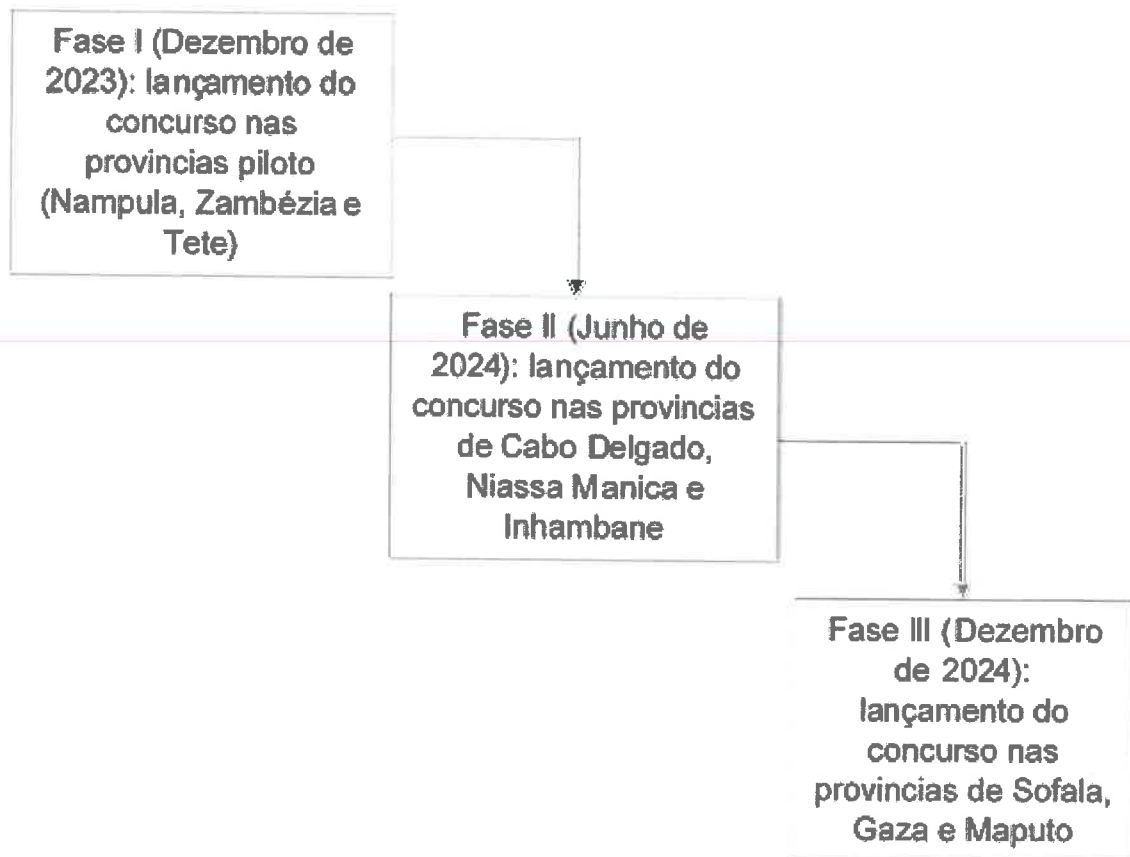 Fase I (Dezembro de
2023): lançamento do
concurso nas
provincias piloto
(Nampula, Zambézia e
Tete)
Fase II (Junho de
2024): lançamento do
concurso nas provincias
de Cabo Delgado,
Niassa Manica e
Inhambane
Fase III (Dezembro
de 2024):
lançamento do
concurso nas
provincias de Sofala,
Gaza e Maputo